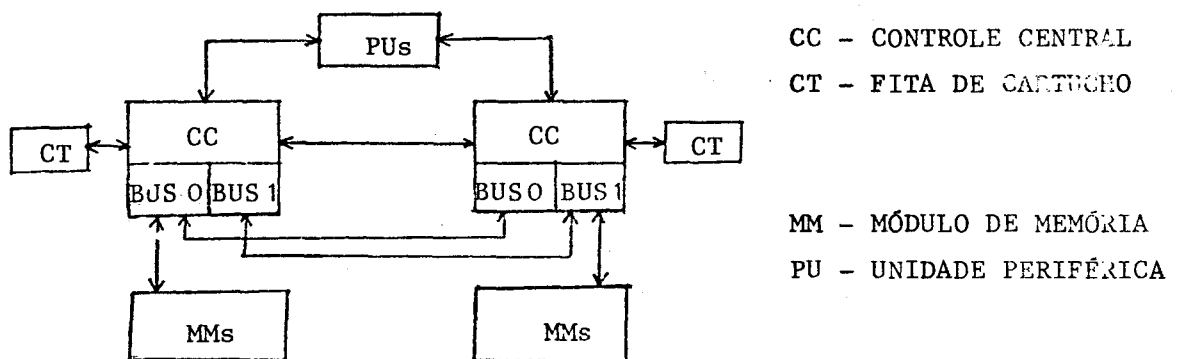 PUs
CC - CONTROLE CENTRAL
CT - FITA DE CARTUCHO
CT
CC
CC
CT
BUS 0
BUS 1
BUS 0
BUS 1
MM - MÓDULO DE MEMÓRIA
PU - UNIDADE PERIFÉRICA
MMs
MMs